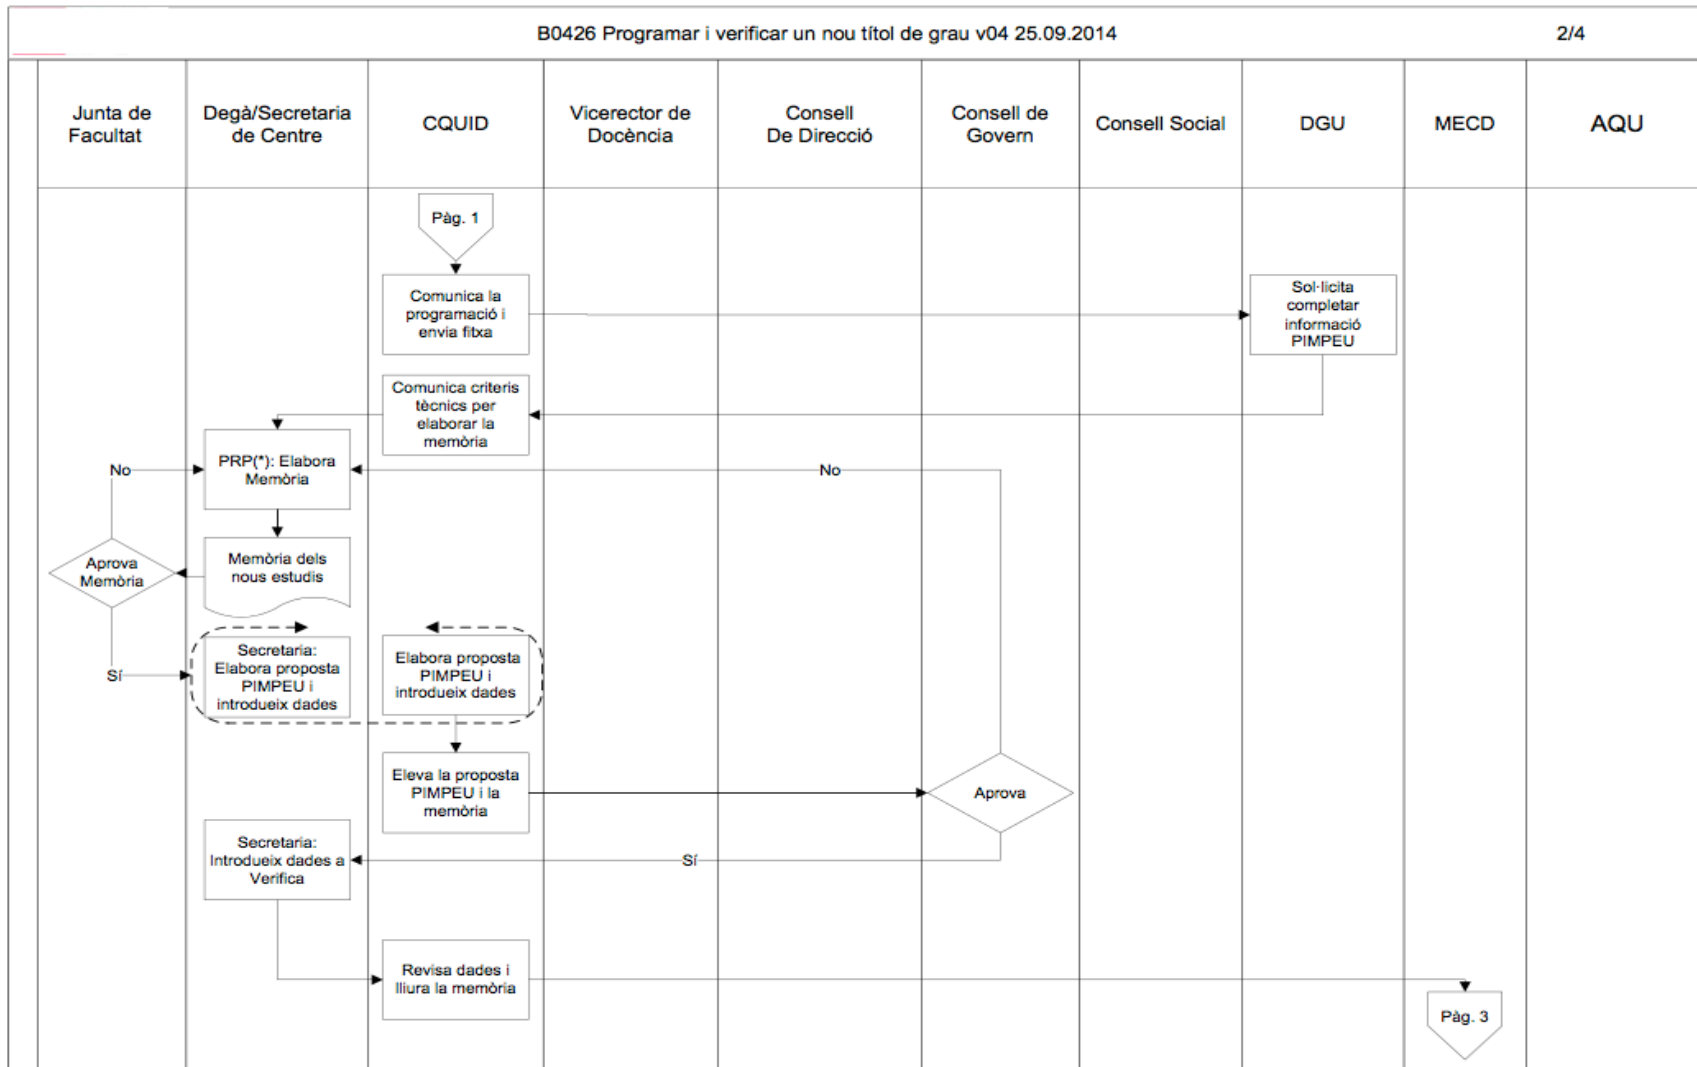 B0426 Programar i verificar un nou títol de grau v04 25.09.2014
2/4
Junta de
Facultat
Degà/Secretaria
de Centre
CQUID
Vicerector de
Docència
Consell
De Direcció
Consell de
Govern
Consell Social
DGU
MECD
AQU
Pàg. 1
Comunica la
programació i
envia fitxa
Sol·licita
completar
informació
PIMPEU
Comunica criteris
tècnics per
elaborar la
memòria
No
PRP(*): Elabora
Memòria
No
Aprova
Memòria
Memòria dels
nous estudis
Sí
Secretaria:
Elabora proposta
PIMPEU i
introdueix dades
Elabora proposta
PIMPEU i
introdueix dades
Eleva la proposta
PIMPEU i la
memòria
Aprova
Secretaria:
Introdueix dades a
Verifica
Sí
Revisa dades i
lliura la memòria
Pàg. 3